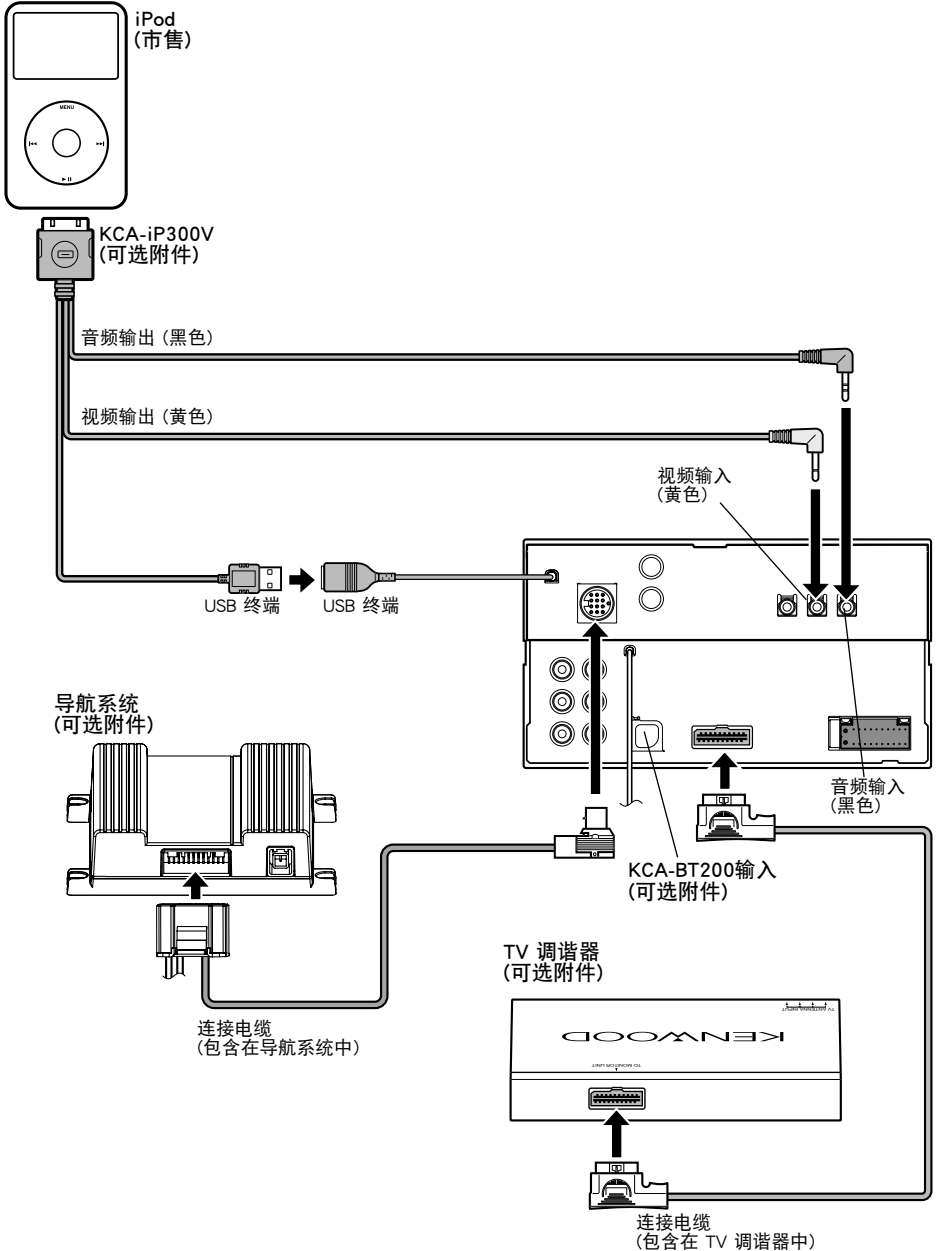 iPod
(市售)
MENU
KCA-iP300V
(可选附件)
音频输出 (黑色)
视频输出 (黄色)
视频输入
(黄色)
USB 终端
USB 终端
导航系统
(可选附件)
音频输入
(黑色)
KCA-BT200输入
(可选附件)
TV 调谐器
(可选附件)
TV ANTENNA INPUT
KENWOOD
TO MONITOR UNIT
连接电缆
(包含在导航系统中)
连接电缆
(包含在 TV 调谐器中)